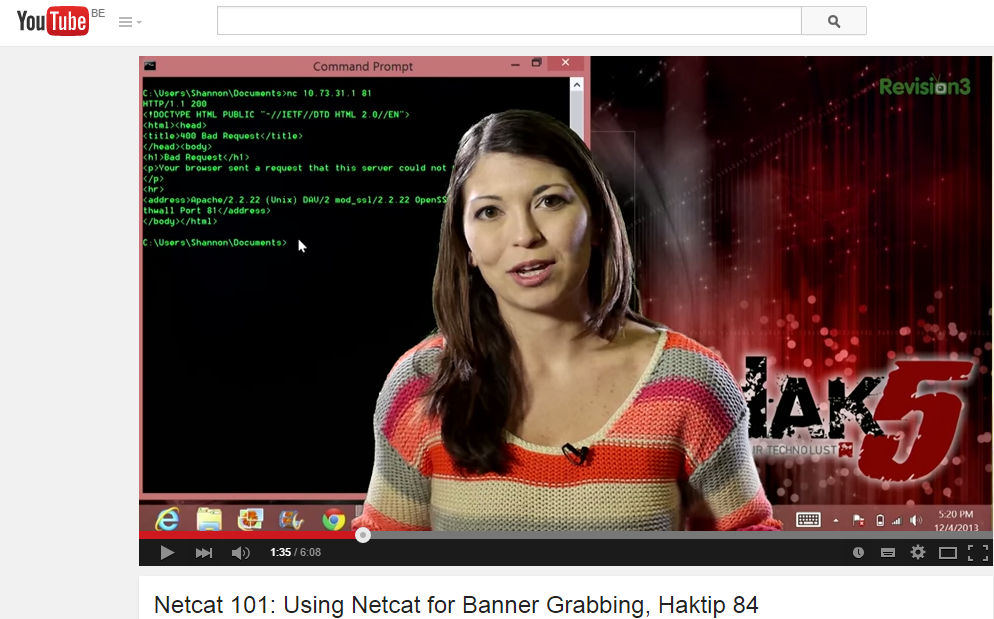 YouTube BE
Command Prompt
C:\Users\Shannon\Documents>nc 10.73.31.1 81
HTTP/1.1 200
<!DOCTYPE HTML PUBLIC "-//IETF//DTD HTML 2.0//EN">
<html><head>
<title>400 Bad Request</title>
</head><body>
<h1>Bad Request</h1>
<p>Your browser sent a request that this server could not
</p>
<hr>
<address>Apache/2.2.22 (Unix) DAV/2 mod_ssl/2.2.22 OpenSS
thwall Port 81</address>
</body></html>
C:\Users\Shannon\Documents>
Revision3
HAK5
UR TECHNOLUST
5:20 PM
12/4/2013
1:35 / 6:08
Netcat 101: Using Netcat for Banner Grabbing, Haktip 84